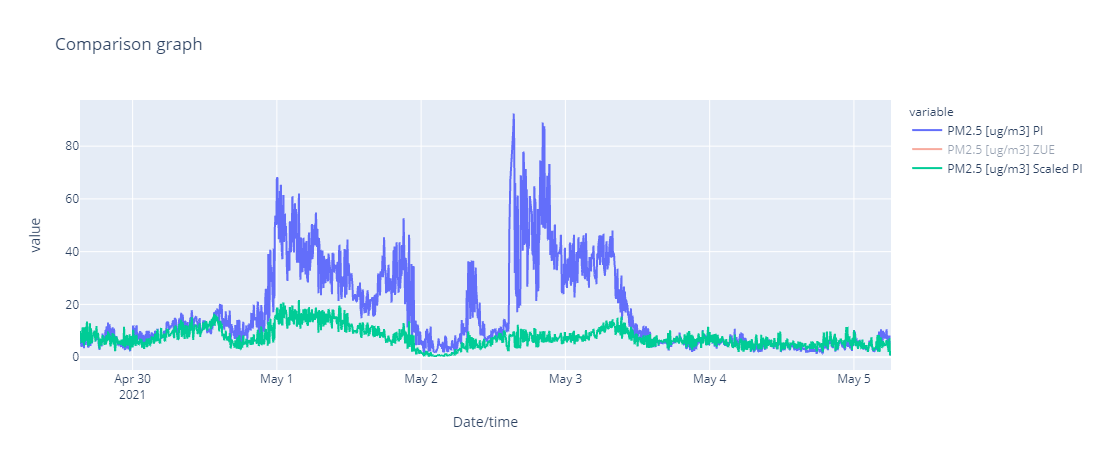 Comparison graph
variable
PM2.5 [ug/m3] PI
PM2.5 [ug/m3] ZUE
PM2.5 [ug/m3] Scaled PI
value
80
60
40
20
0
Apr 30 May 1 May 2 May 3 May 4 May 5
2021
Date/time